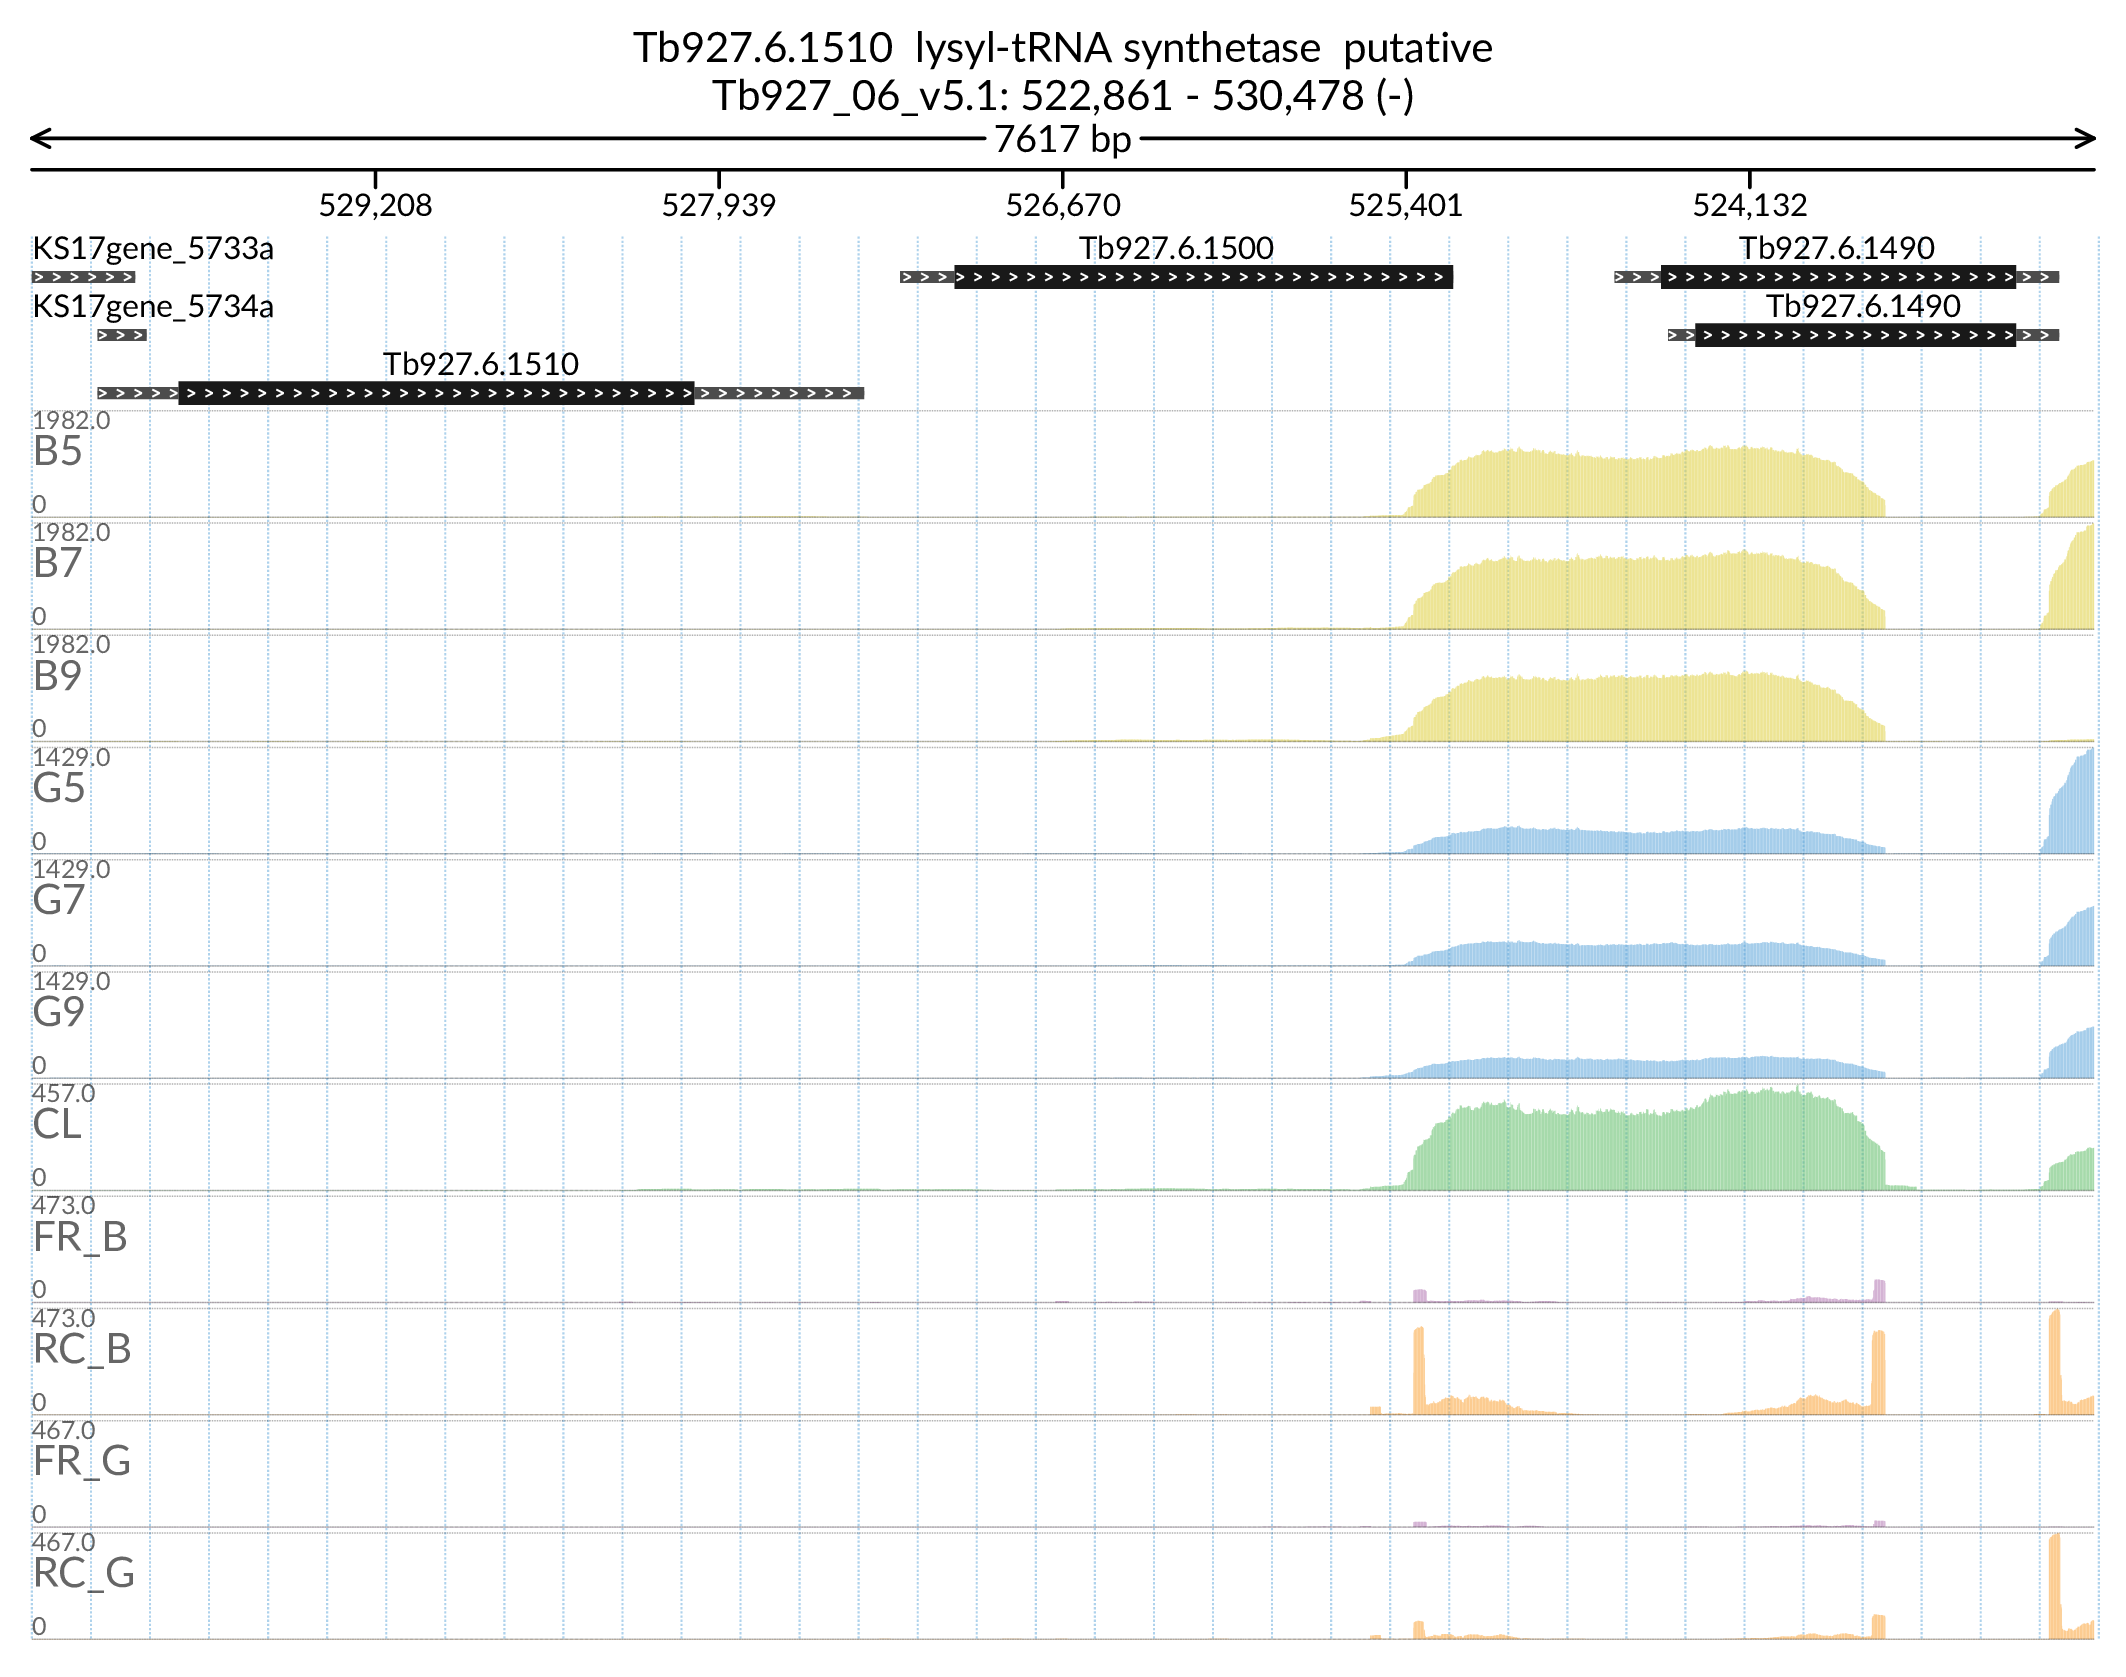 Tb927.6.1510  lysyl-tRNA synthetase  putative
Tb927_06_v5.1: 522,861 - 530,478 (-)
7617 bp
529,208 527,939 526,670 525,401 524,132
KS17gene_5733a Tb927.6.1500 Tb927.6.1490
KS17gene_5734a Tb927.6.1490
Tb927.6.1510
1982.0
B5
0
1982.0
B7
0
1982.0
B9
0
1429.0
G5
0
1429.0
G7
0
1429.0
G9
0
457.0
CL
0
473.0
FR_B
0
473.0
RC_B
0
467.0
FR_G
0
467.0
RC_G
0